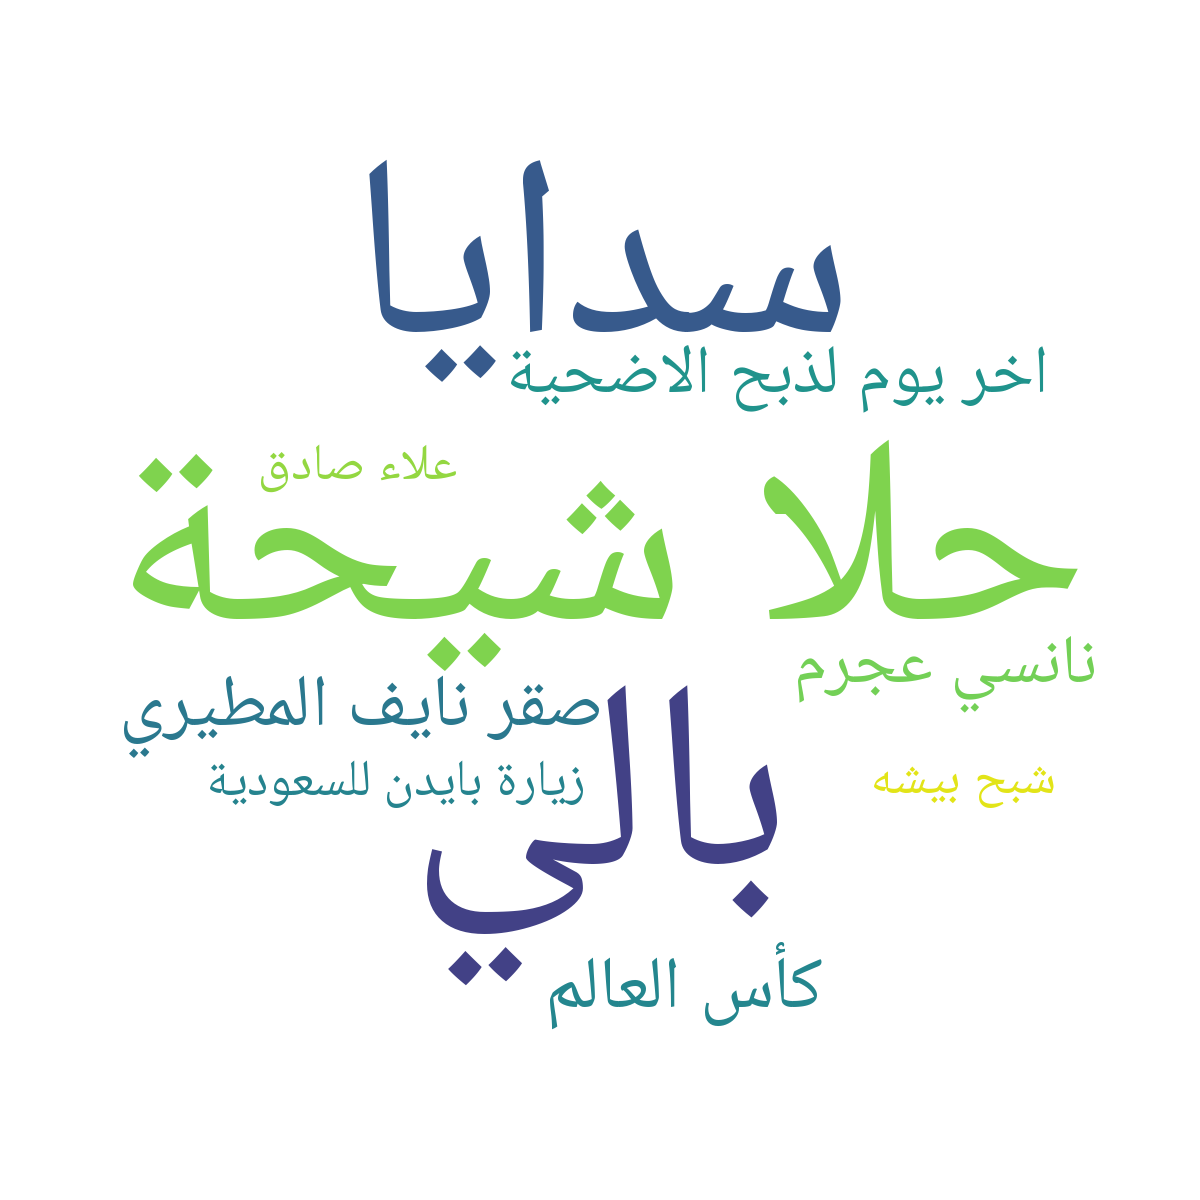 سدايا
اخر يوم لذبح الاضحية
علاء صادق
حلا شيحة
نانسي عجرم
صقر نايف المطيري
بالي
زيارة بايدن للسعودية
شبح بيشه
كأس العالم